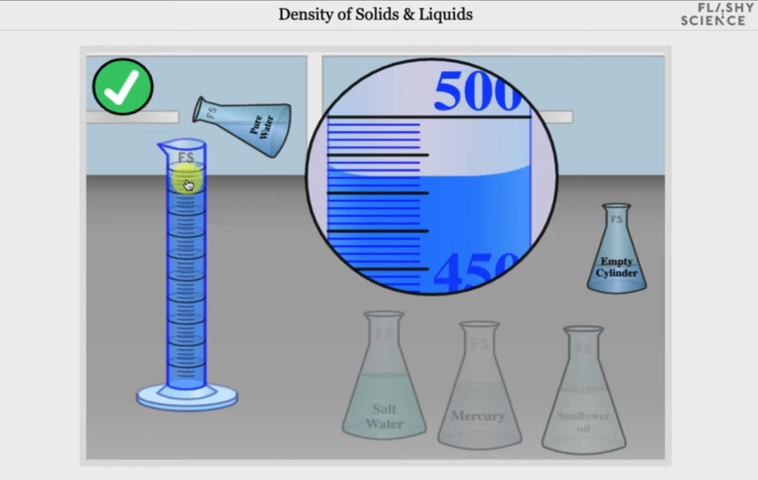 Density of Solids & Liquids
FLASHY
SCIENCE
FS
Pure
Water
FS
500
450
FS
Empty
Cylinder
FS
Salt
Water
FS
Mercury
FS
Sunflower
oil